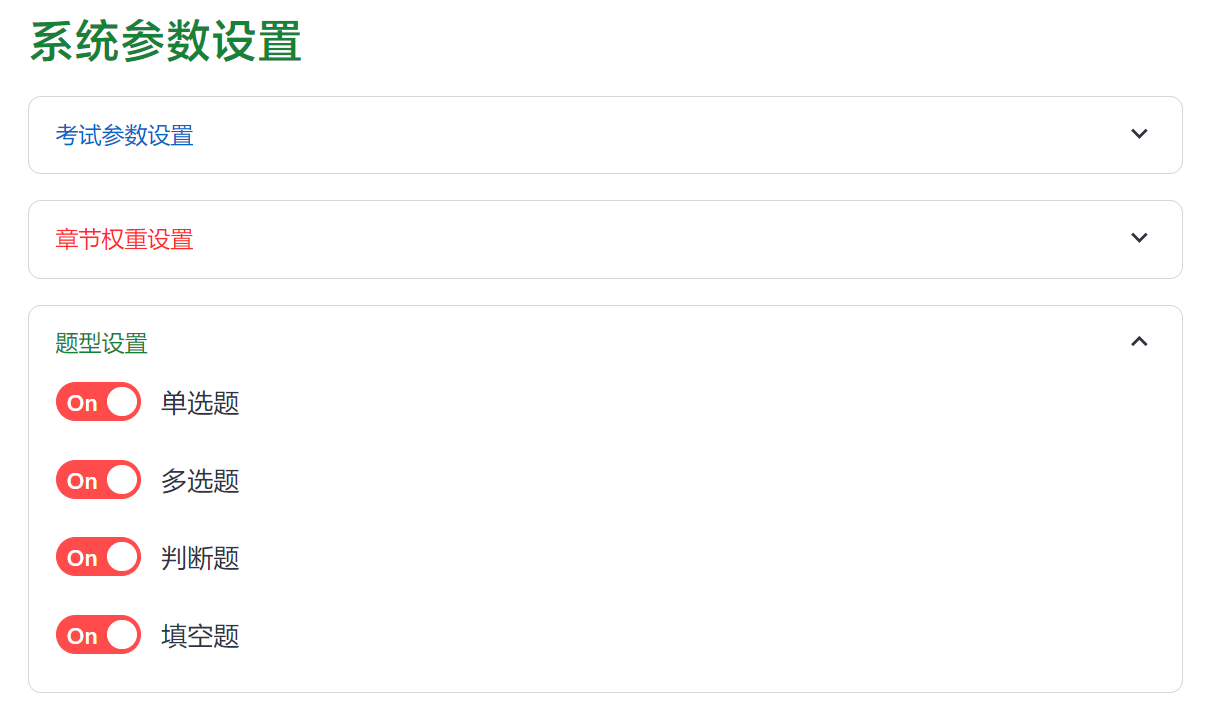 系统参数设置
考试参数设置
章节权重设置
题型设置
On 单选题
On 多选题
On 判断题
On 填空题